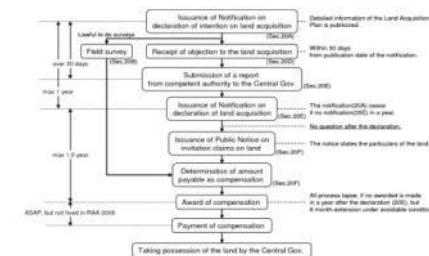 Issuance of Notification on
declaration of intention on land acquisition
(Sec.20A)
Detailed information of the Land Acquisition
Plan is publicized.
Lawful to do surveys
Field survey
(Sec.20B)
Receipt of objection to the land acquisition
(Sec.20D)
Within 30 days
from publication date of the notification.
over 30 days
Submission of a report
from competent authority to the Central Gov.
(Sec.20E)
max 1 year
Issuance of Notification on
declaration of land acquisition
(Sec.20E)
The notification(20A) cease
if no notification(20E) in a year.
No question after the declaration.
Issuance of Public Notice on
invitation claims on land
(Sec.20F)
The notice states the particulars of the land
max 1.5 year
Determination of amount
payable as compensation
(Sec.20F)
Award of compensation
All process lapse, if no awarded is made
in a year after the declaration (20E), but
6 month extension under avoidable condition
ASAP, but not lived in RAA 2008
Payment of compensation
Taking possession of the land by the Central Gov.